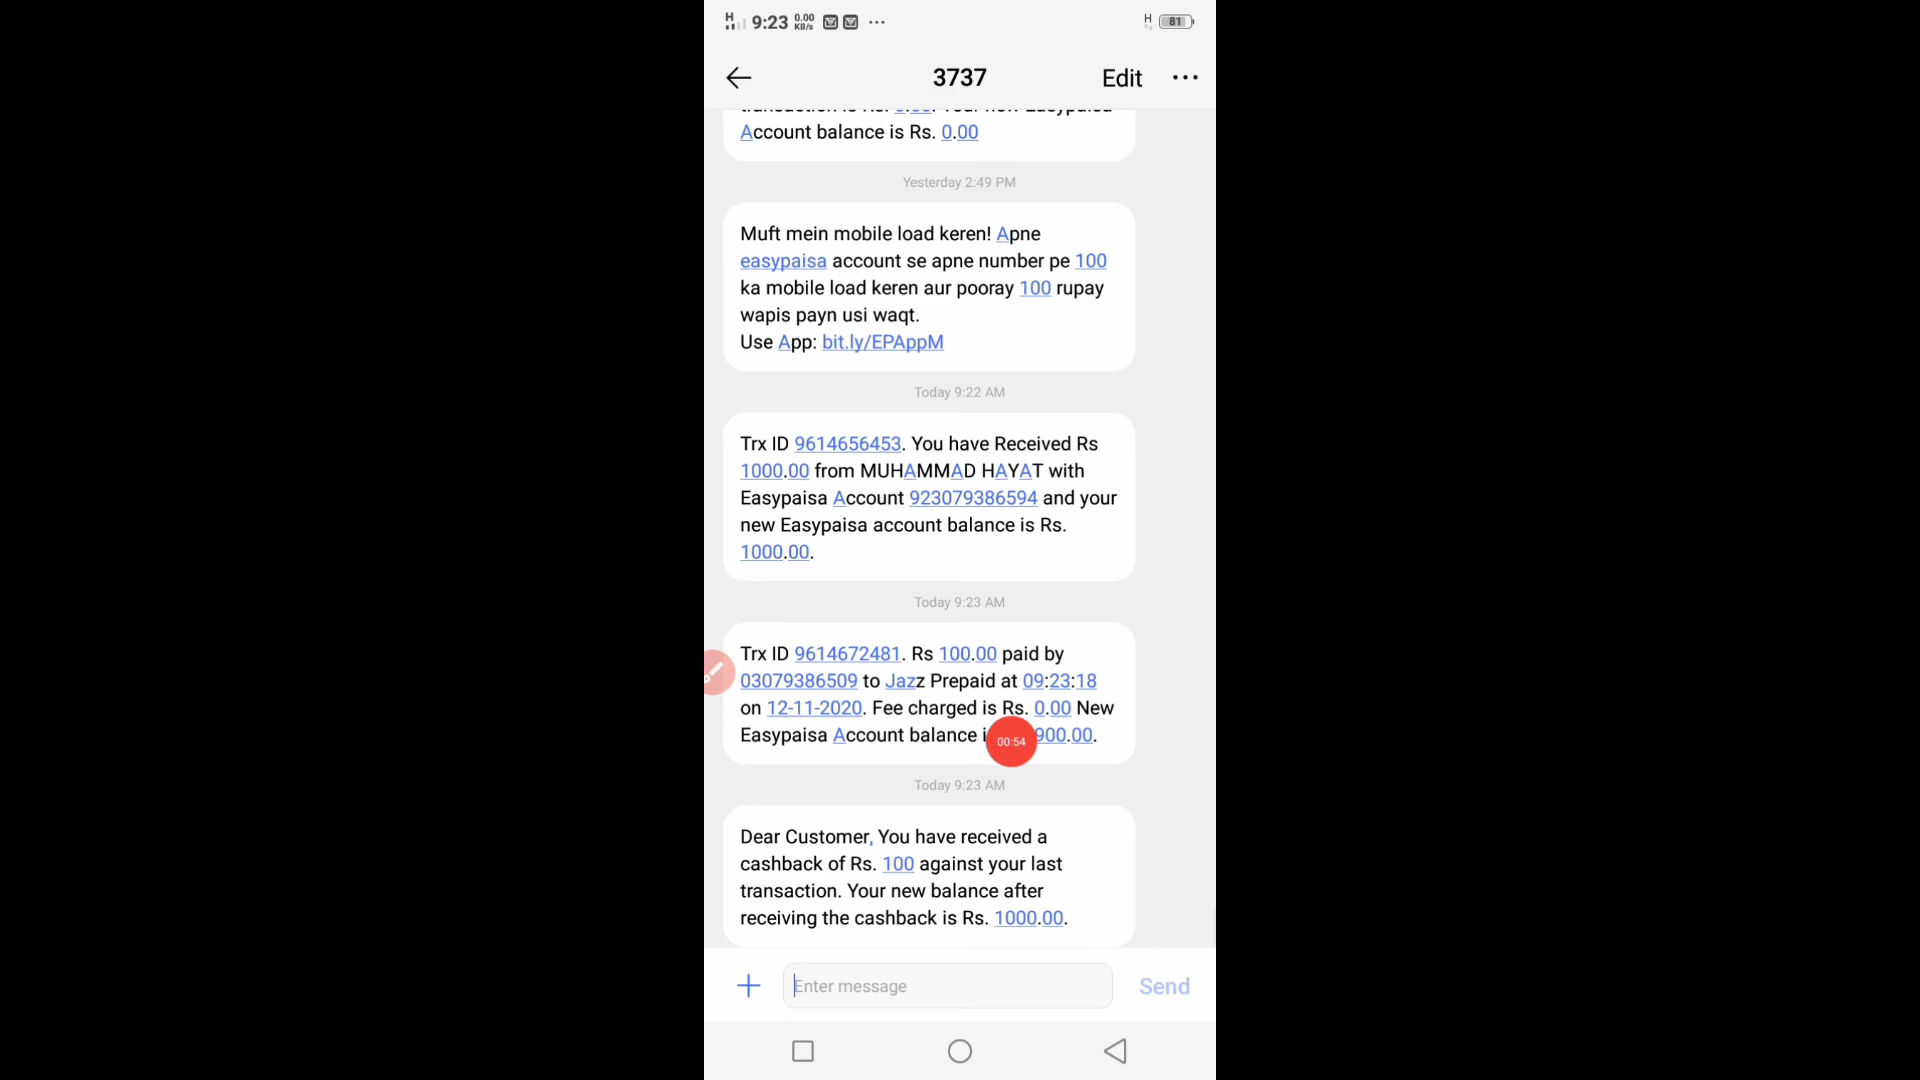 H 9:23 0.00 KB/s ... H 81
3737 Edit
Account balance is Rs. 0.00
Yesterday 2:49 PM
Muft mein mobile load keren! Apne
easypaisa account se apne number pe 100
ka mobile load keren aur pooray 100 rupay
wapis payn usi waqt.
Use App: bit.ly/EPAppM
Today 9:22 AM
Trx ID 9614656453. You have Received Rs
1000.00 from MUHAMMAD HAYAT with
Easypaisa Account 923079386594 and your
new Easypaisa account balance is Rs.
1000.00.
Today 9:23 AM
Trx ID 9614672481. Rs 100.00 paid by
03079386509 to Jazz Prepaid at 09:23:18
on 12-11-2020. Fee charged is Rs. 0.00 New
Easypaisa Account balance 900.00.
00:54
Today 9:23 AM
Dear Customer, You have received a
cashback of Rs. 100 against your last
transaction. Your new balance after
receiving the cashback is Rs. 1000.00.
Enter message Send